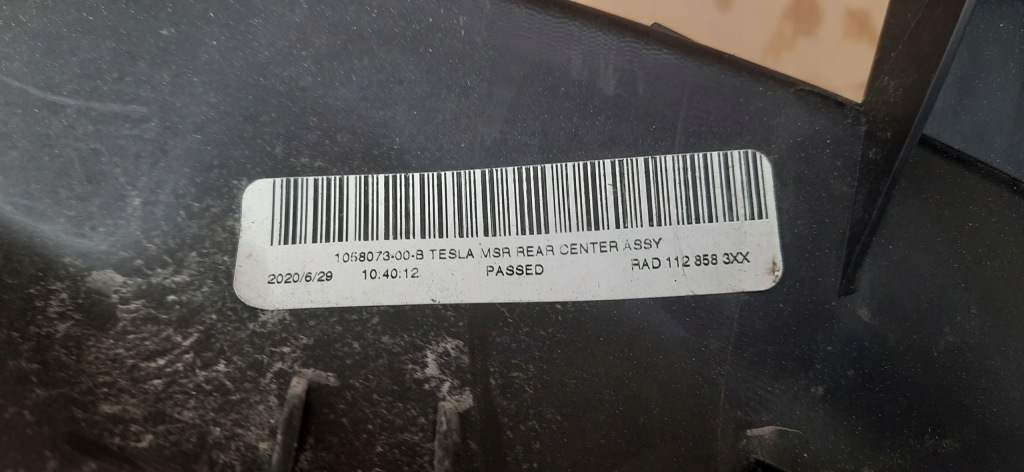 1058073-00-B TESLA MSR REAR CENTER ASSY
2020/6/29 10:40:12 PASSED RAD 112 858 3XX